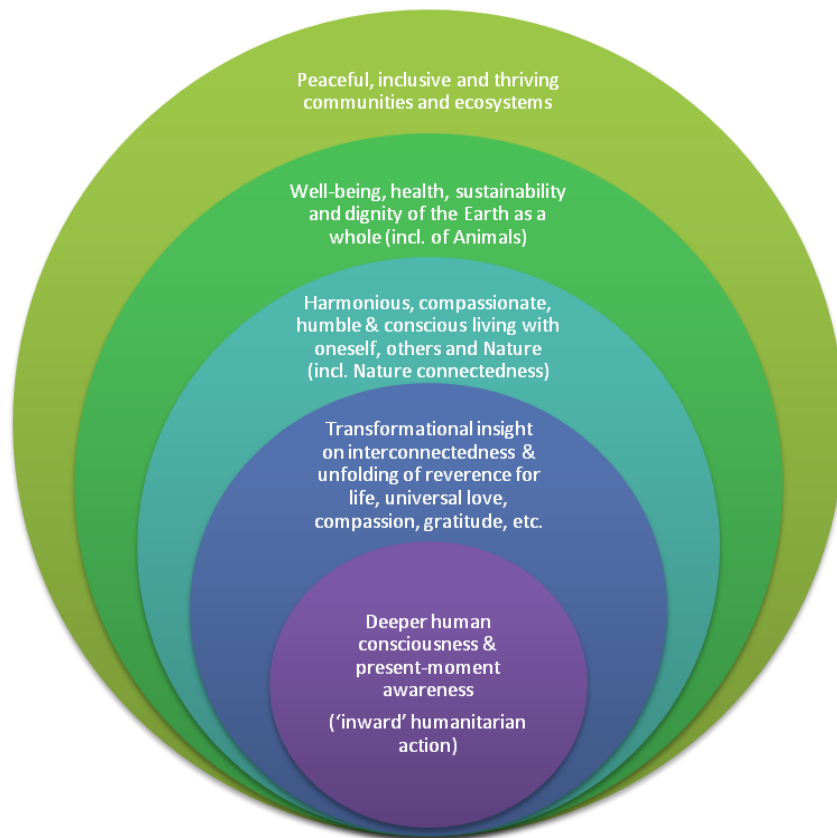 Peaceful, inclusive and thriving
communities and ecosystems
Well-being, health, sustainability
and dignity of the Earth as a
whole (incl. of Animals)
Harmonious, compassionate,
humble & conscious living with
oneself, others and Nature
(incl. Nature connectedness)
Transformational insight
on interconnectedness &
unfolding of reverence for
life, universal love,
compassion, gratitude, etc.
Deeper human
consciousness &
present-moment
awareness
(‘inward’ humanitarian
action)